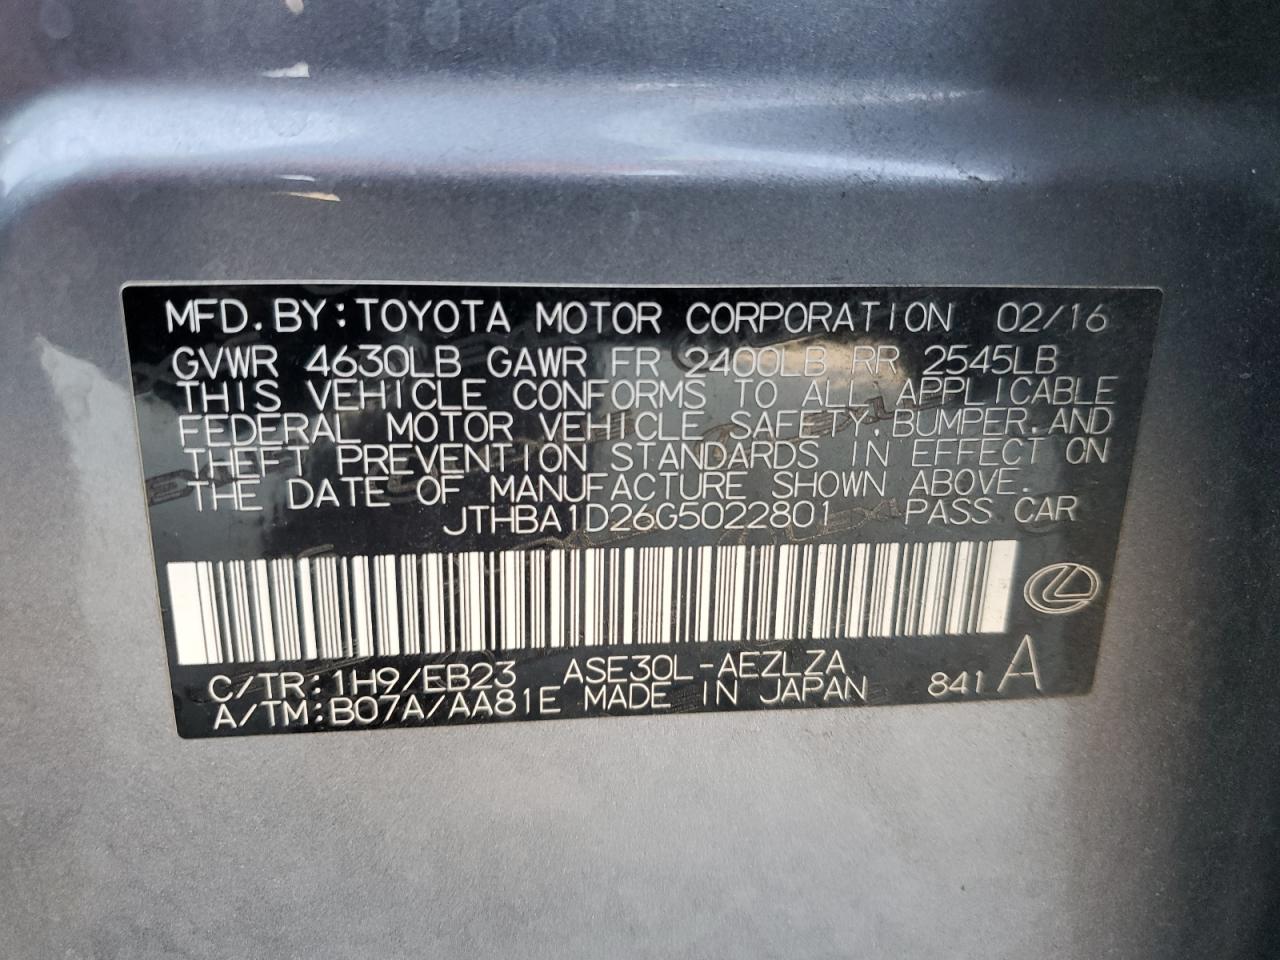 MFD. BY: TOYOTA MOTOR CORPORATION 02/16
GVWR 4630LB GAWR FR 2400LB RR 2545LB
THIS VEHICLE CONFORMS TO ALL APPLICABLE
FEDERAL MOTOR VEHICLE SAFETY, BUMPER, AND
THEFT PREVENTION STANDARDS IN EFFECT ON
THE DATE OF MANUFACTURE SHOWN ABOVE.
JTHBA1D26G5022801 PASS CAR
C/TR: 1H9/EB23 ASE30L-AEZLZA
A/TM: B07A/AA81E MADE IN JAPAN 841 A